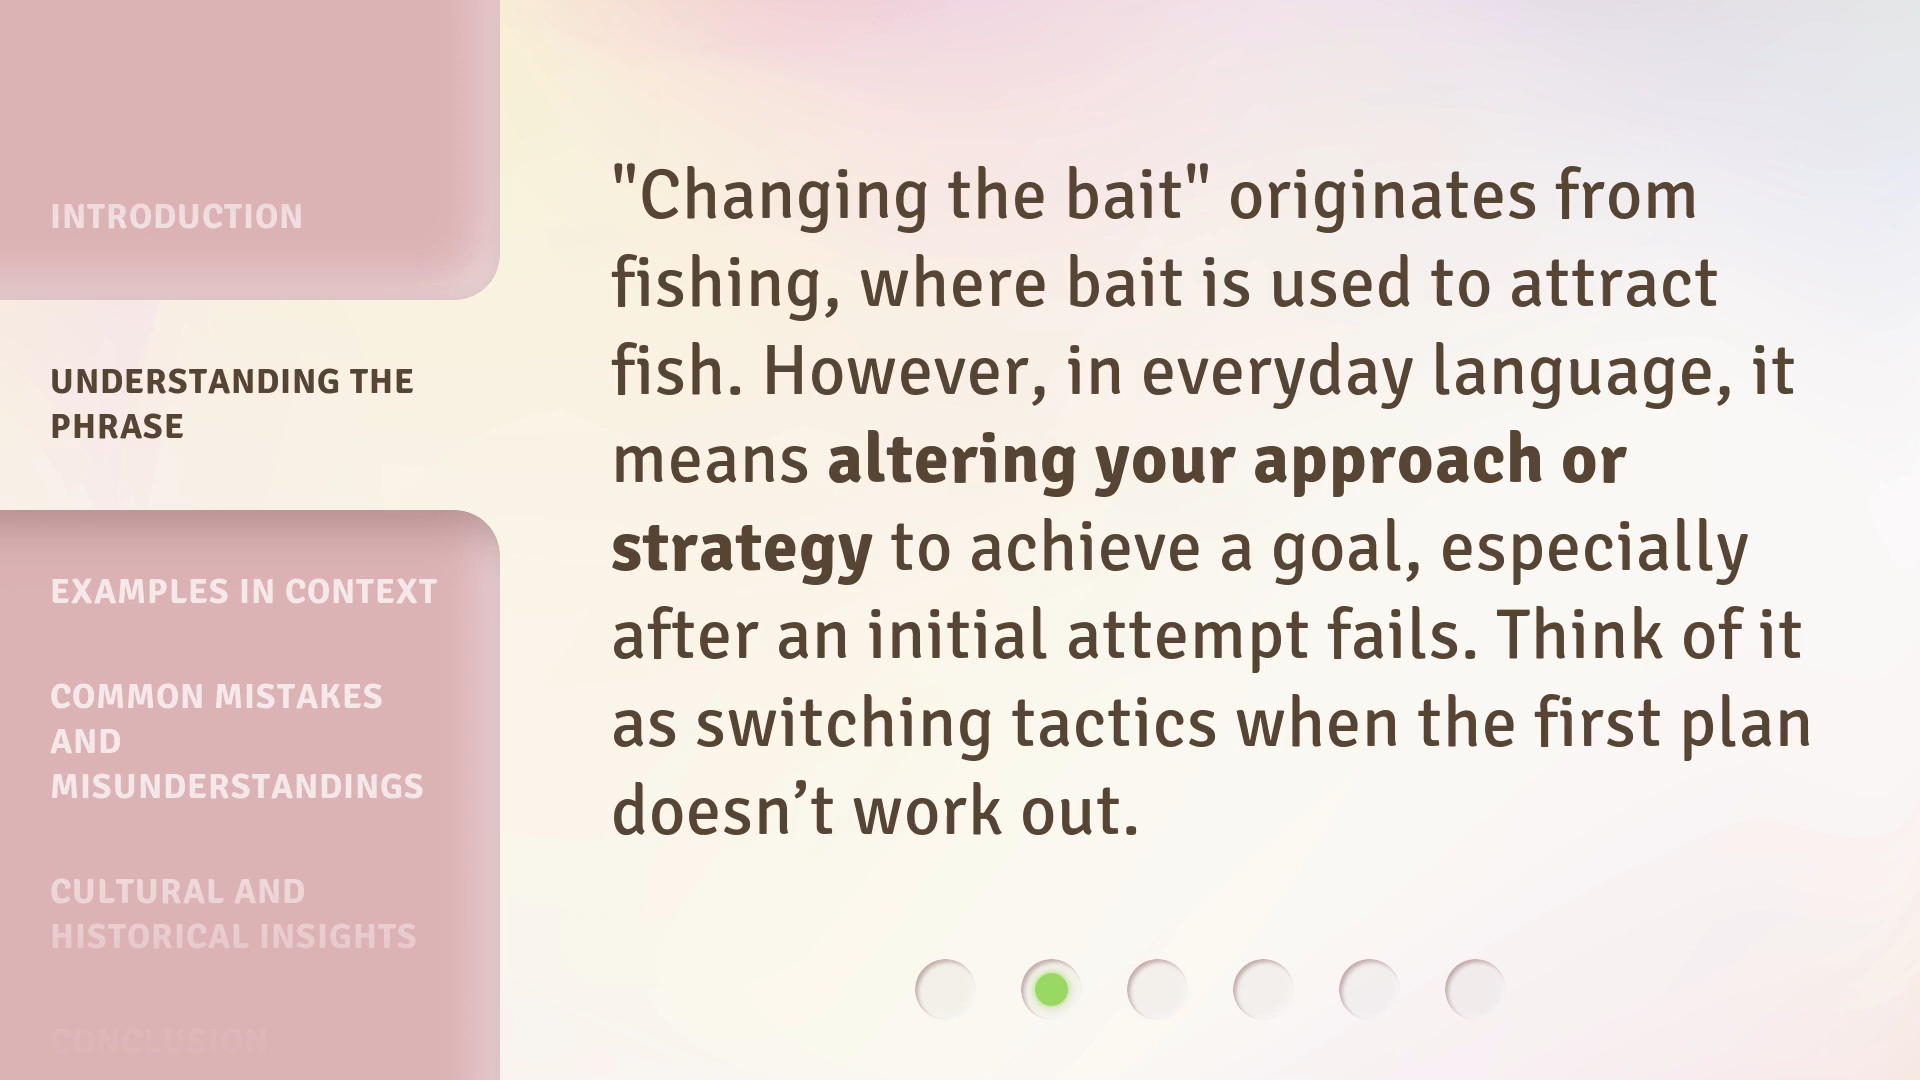 INTRODUCTION
UNDERSTANDING THE
PHRASE
EXAMPLES IN CONTEXT
COMMON MISTAKES
AND
MISUNDERSTANDINGS
CULTURAL AND
HISTORICAL INSIGHTS
CONCLUSION
"Changing the bait" originates from
fishing, where bait is used to attract
fish. However, in everyday language, it
means altering your approach or
strategy to achieve a goal, especially
after an initial attempt fails. Think of it
as switching tactics when the first plan
doesn’t work out.